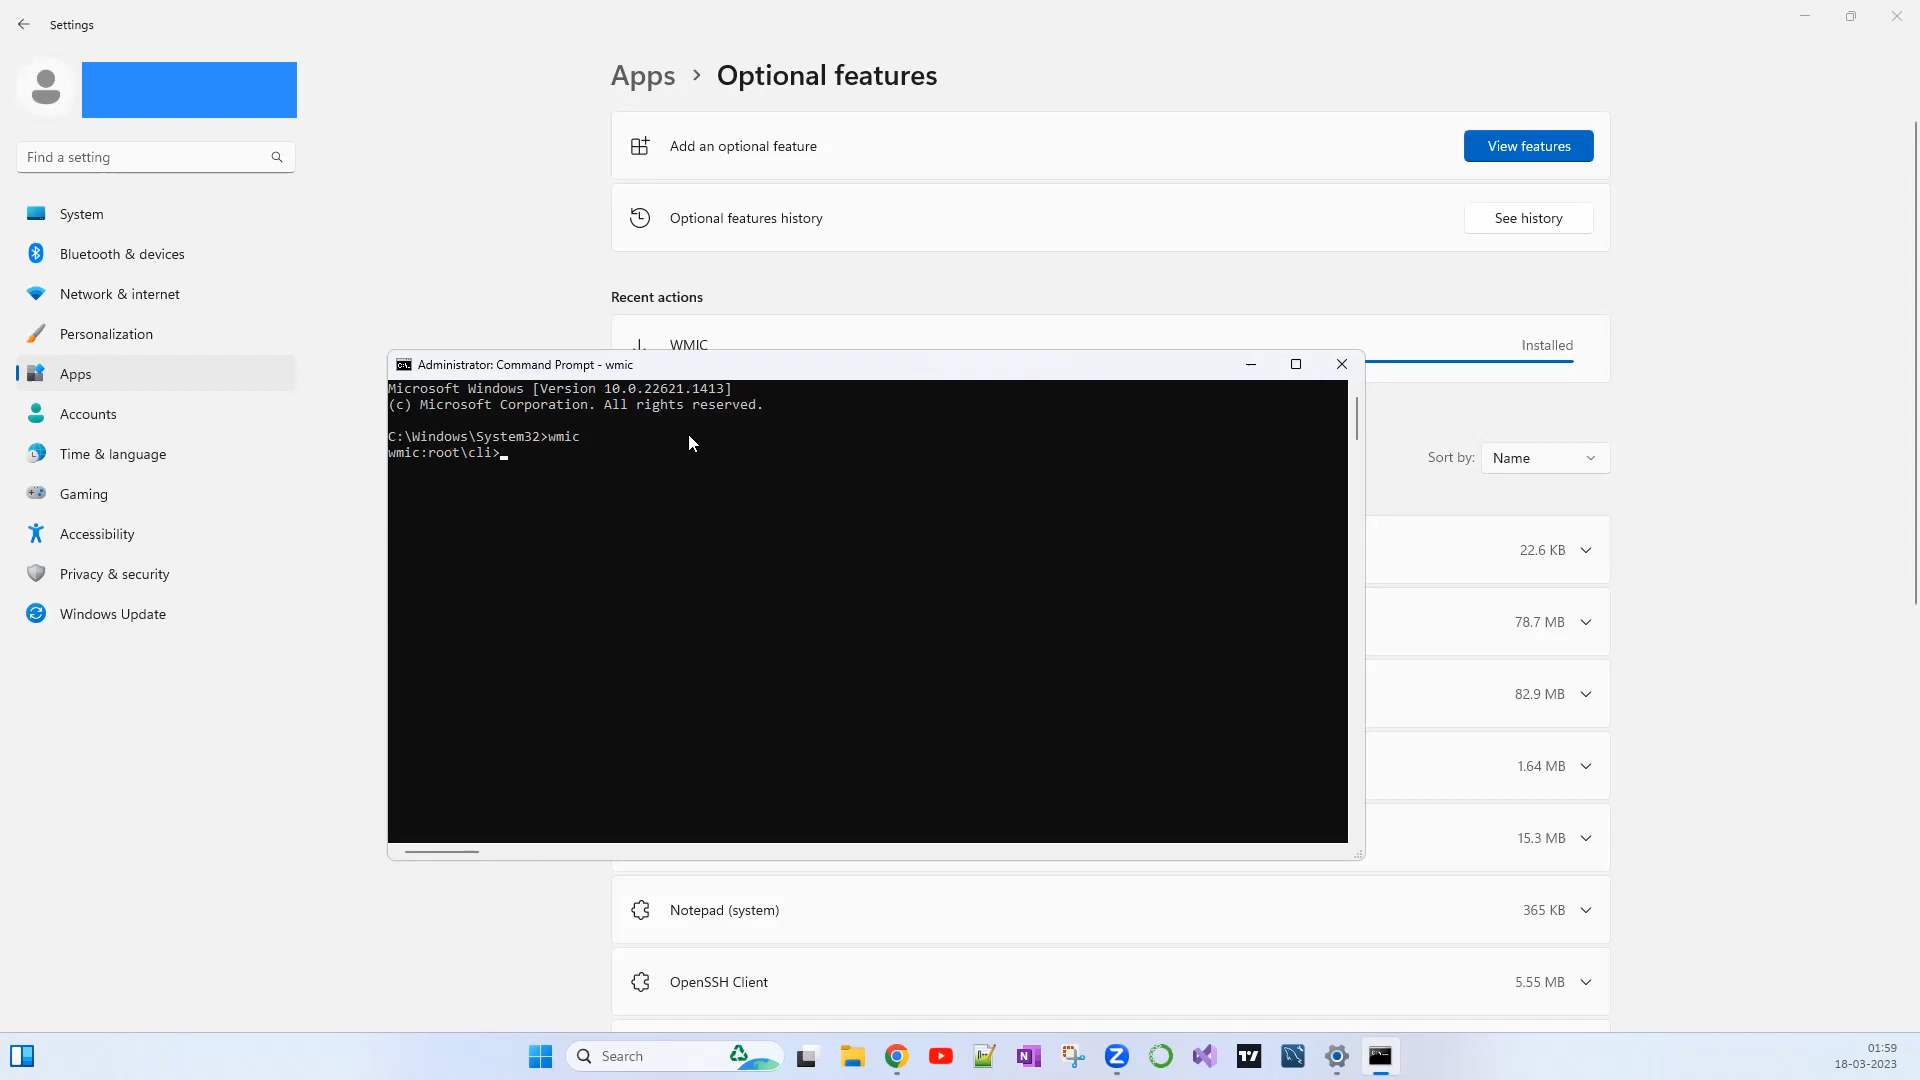 Settings
Find a setting
System
Bluetooth & devices
Network & internet
Personalization
Apps
Accounts
Time & language
Gaming
Accessibility
Privacy & security
Windows Update
Apps > Optional features
Add an optional feature
View features
Optional features history
See history
Recent actions
WMIC
Installed
Administrator: Command Prompt - wmic
Microsoft Windows [Version 10.0.22621.1413]
(c) Microsoft Corporation. All rights reserved.
C:\Windows\System32>wmic
wmic:root\cli>
Sort by: Name
22.6 KB
78.7 MB
82.9 MB
1.64 MB
15.3 MB
Notepad (system)
365 KB
OpenSSH Client
5.55 MB
Search
01:59
18-03-2023